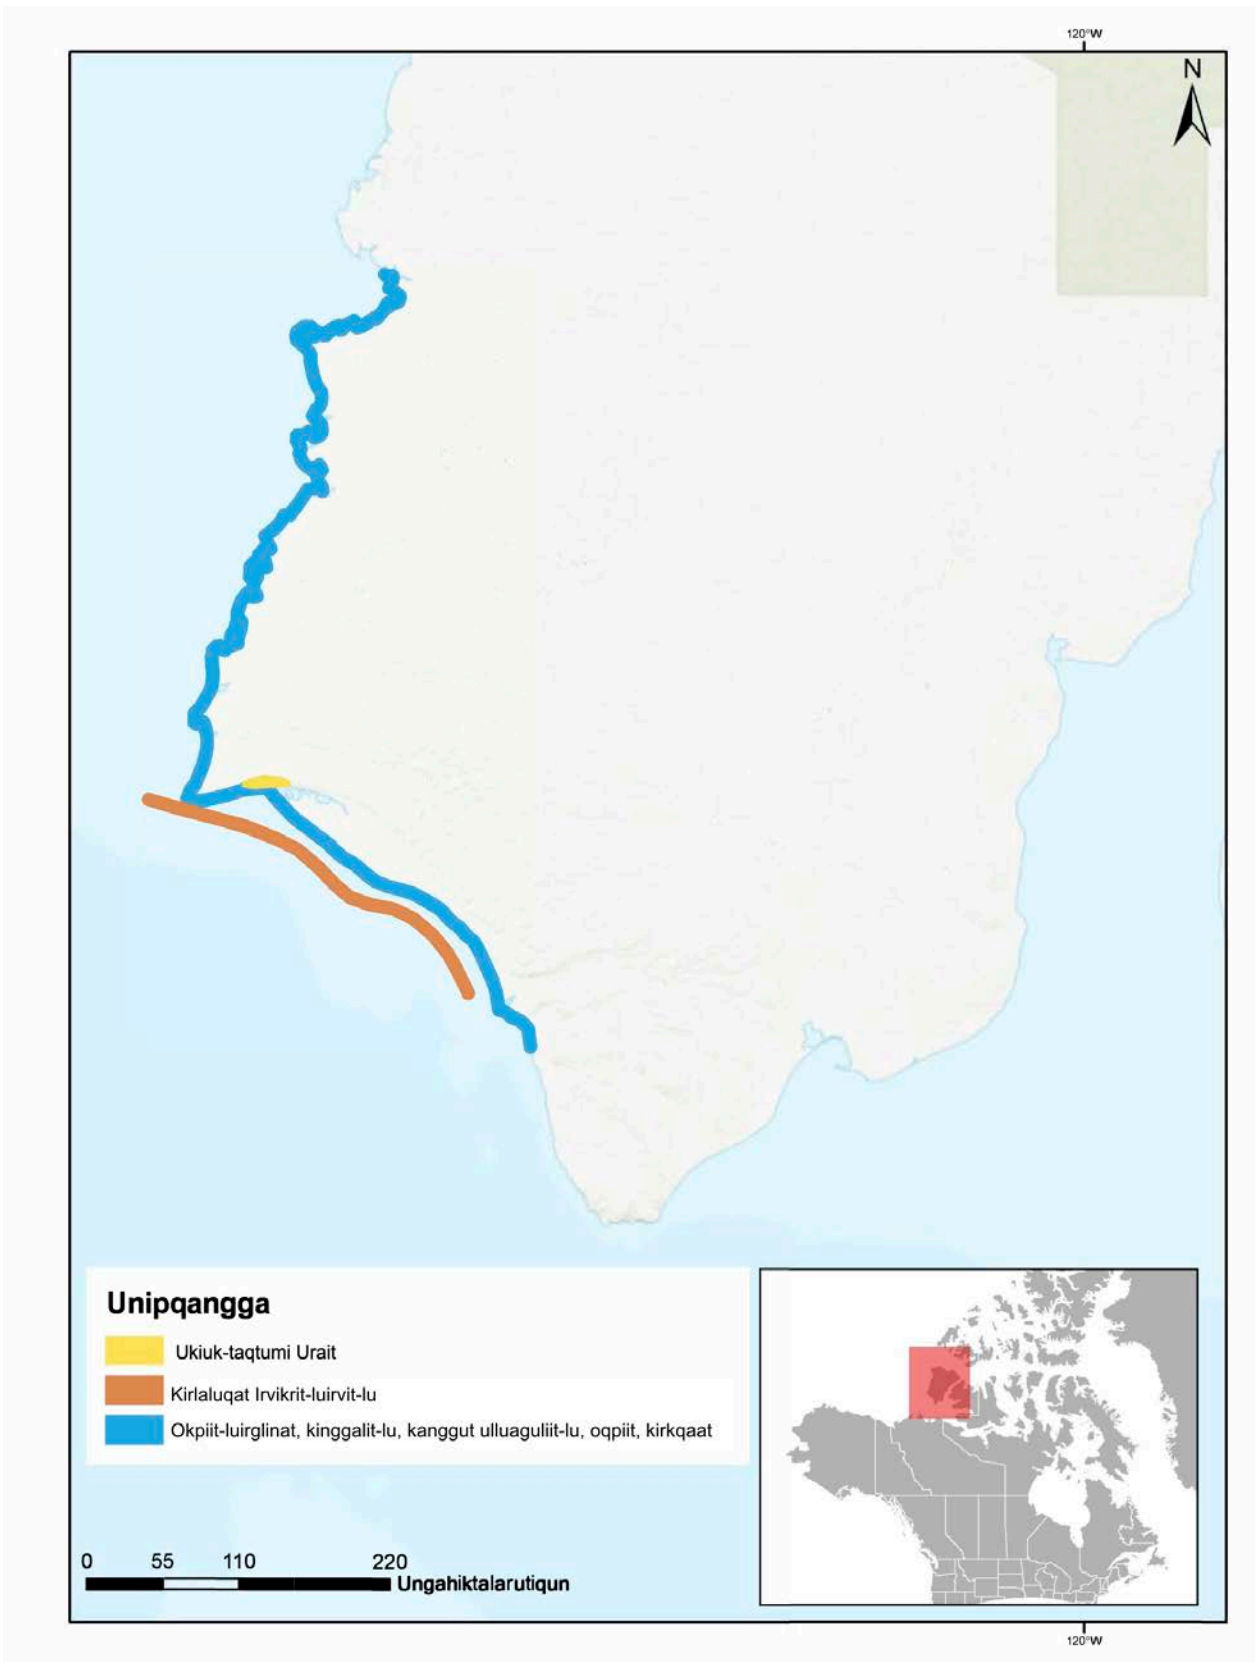 120°W
N
Unipqangga
Ukiuk-taqtumi Urait
Kirlaluqat Irvikrit-luirvit-lu
Okpiit-luirglinat, kinggalit-lu, kanggut ulluaguliit-lu, oqpiit, kirkqaat
0 55 110 220
Ungahiktalarutiqun
120°W